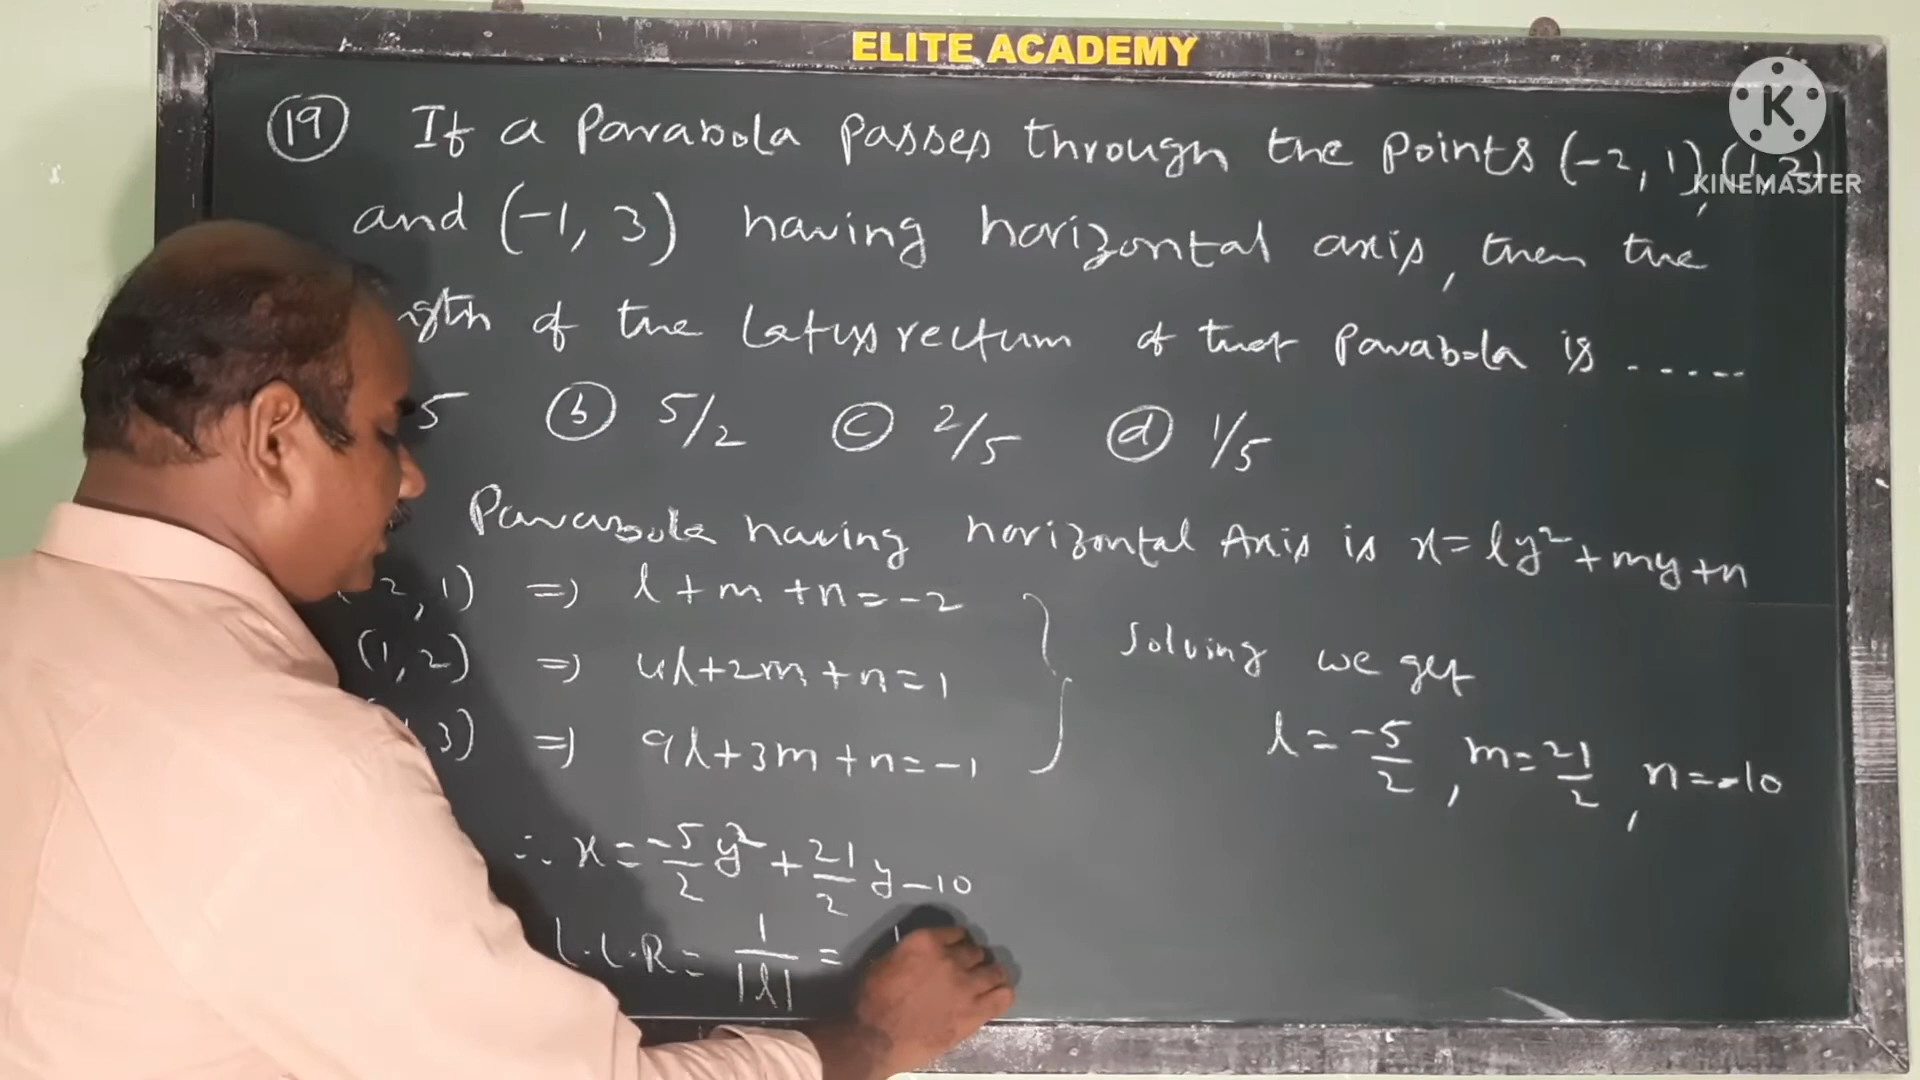 ELITE ACADEMY
K
KINEMASTER
19 If a Parabola passes through the points (-2, 1), (1, 2)
and (-1, 3) having horizontal axis, then the
of the Latus rectum of that Parabola is .....
5 b 5/2 c 2/5 d 1/5
Parabola having horizontal Axis is x = ly² + my + n
2, 1) ⇒ l + m + n = -2
(1, 2) ⇒ 4l + 2m + n = 1
3) ⇒ 9l + 3m + n = -1
Solving we get
l = -5/2, m = 21/2, n = -10
∴ x = -5/2 y² + 21/2 y - 10
L.L.R = 1/|l| =